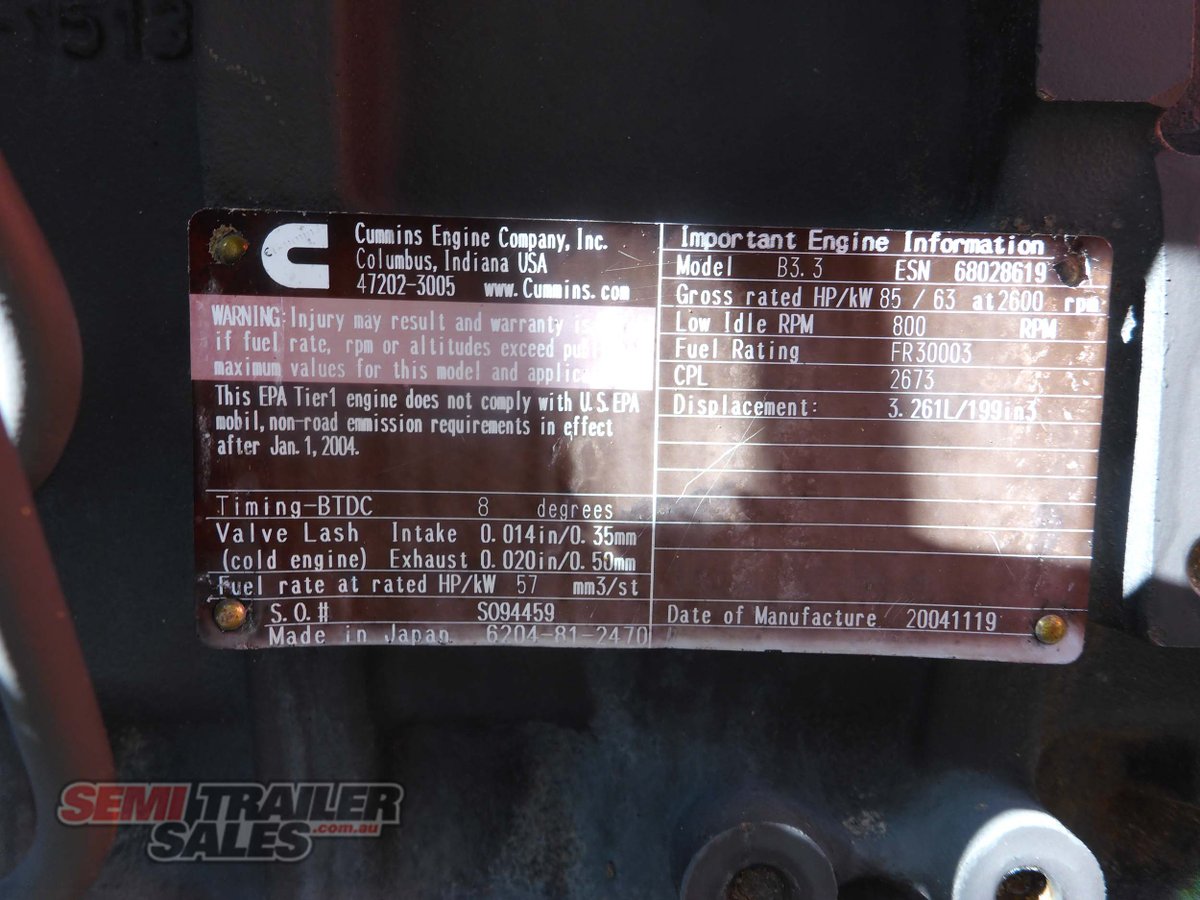 1513
Cummins Engine Company, Inc.
Columbus, Indiana USA
47202-3005 www.Cummins.com
WARNING: Injury may result and warranty is
if fuel rate, rpm or altitudes exceed
maximum values for this model and
This EPA Tier1 engine does not comply with U.S. EPA
mobil, non-road emmission requirements in effect
after Jan. 1, 2004.
Timing-BTDC 8 degrees
Valve Lash Intake 0.014in/0.35mm
(cold engine) Exhaust 0.020in/0.50mm
Fuel rate at rated HP/kW 57 mm3/st
S.O.# SO94459
Made in Japan 6204-81-2470
Important Engine Information
Model B3.3 ESN 68028619
Gross rated HP/kW 85 / 63 at 2600 rpm
Low Idle RPM 800 RPM
Fuel Rating FR30003
CPL 2673
Displacement: 3.261L/199in3
Date of Manufacture 20041119
SEMI TRAILER
SALES .com.au